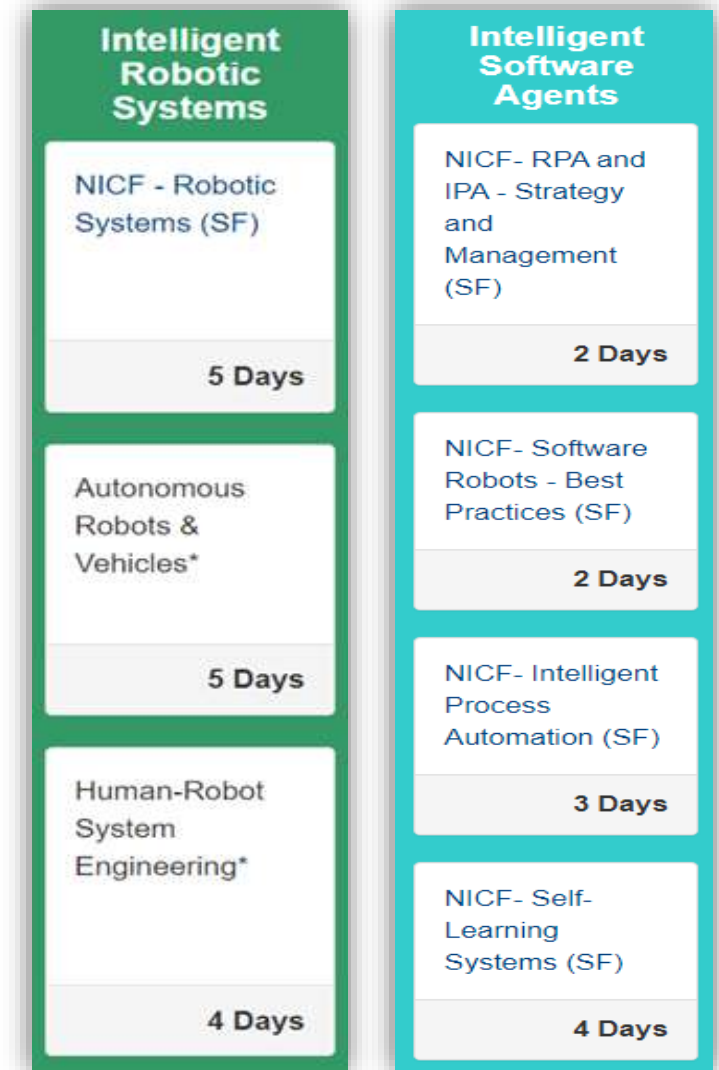 Intelligent
Robotic
Systems
NICF - Robotic
Systems (SF)
5 Days
Autonomous
Robots &
Vehicles*
5 Days
Human-Robot
System
Engineering*
4 Days
Intelligent
Software
Agents
NICF- RPA and
IPA - Strategy
and
Management
(SF)
2 Days
NICF- Software
Robots - Best
Practices (SF)
2 Days
NICF- Intelligent
Process
Automation (SF)
3 Days
NICF- Self-
Learning
Systems (SF)
4 Days